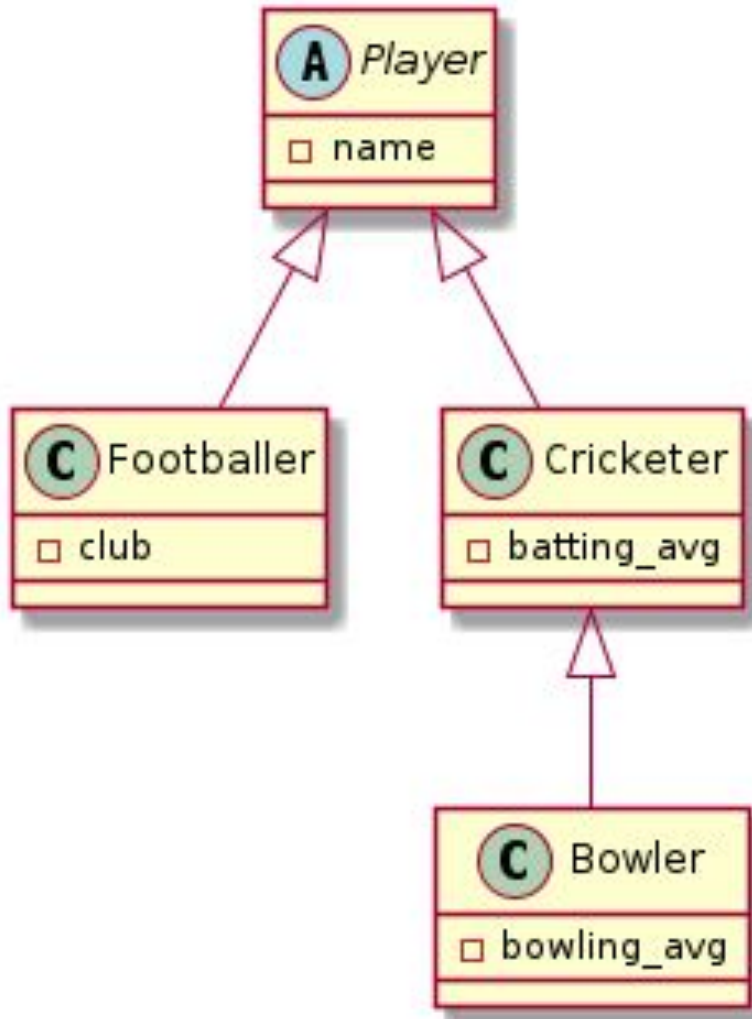 A Player
name
C Footballer
club
C Cricketer
batting_avg
C Bowler
bowling_avg